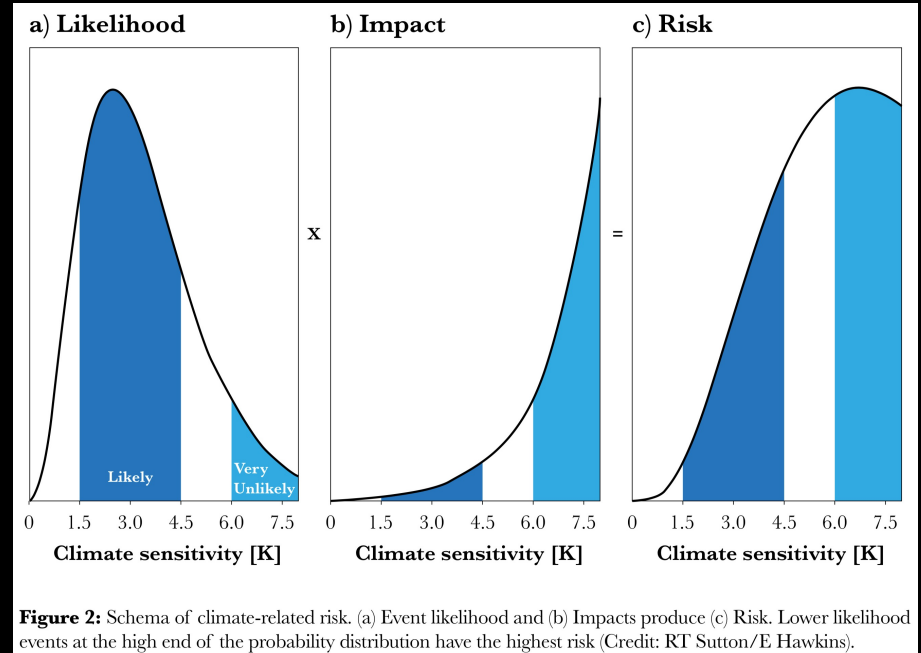 a) Likelihood
b) Impact
c) Risk
x
=
Likely
Very
Unlikely
0 1.5 3.0 4.5 6.0 7.5
0 1.5 3.0 4.5 6.0 7.5
0 1.5 3.0 4.5 6.0 7.5
Climate sensitivity [K]
Climate sensitivity [K]
Climate sensitivity [K]
Figure 2: Schema of climate-related risk. (a) Event likelihood and (b) Impacts produce (c) Risk. Lower likelihood
events at the high end of the probability distribution have the highest risk (Credit: RT Sutton/E Hawkins).